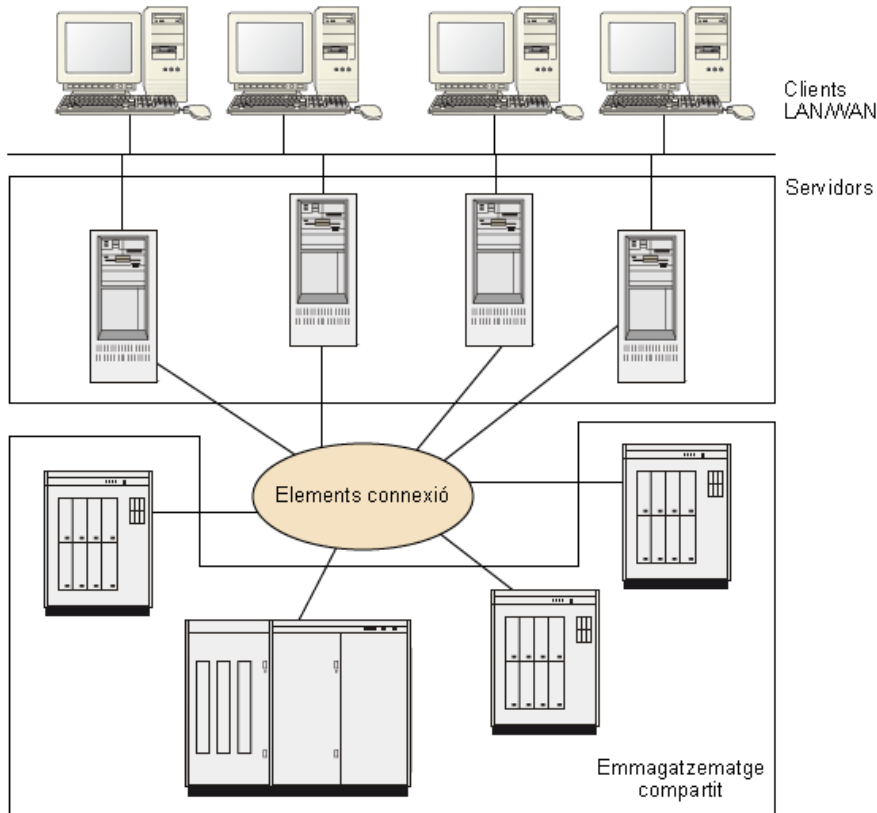 Clients
LAN/WAN
Servidors
Elements connexió
Emmagatzematge
compartit